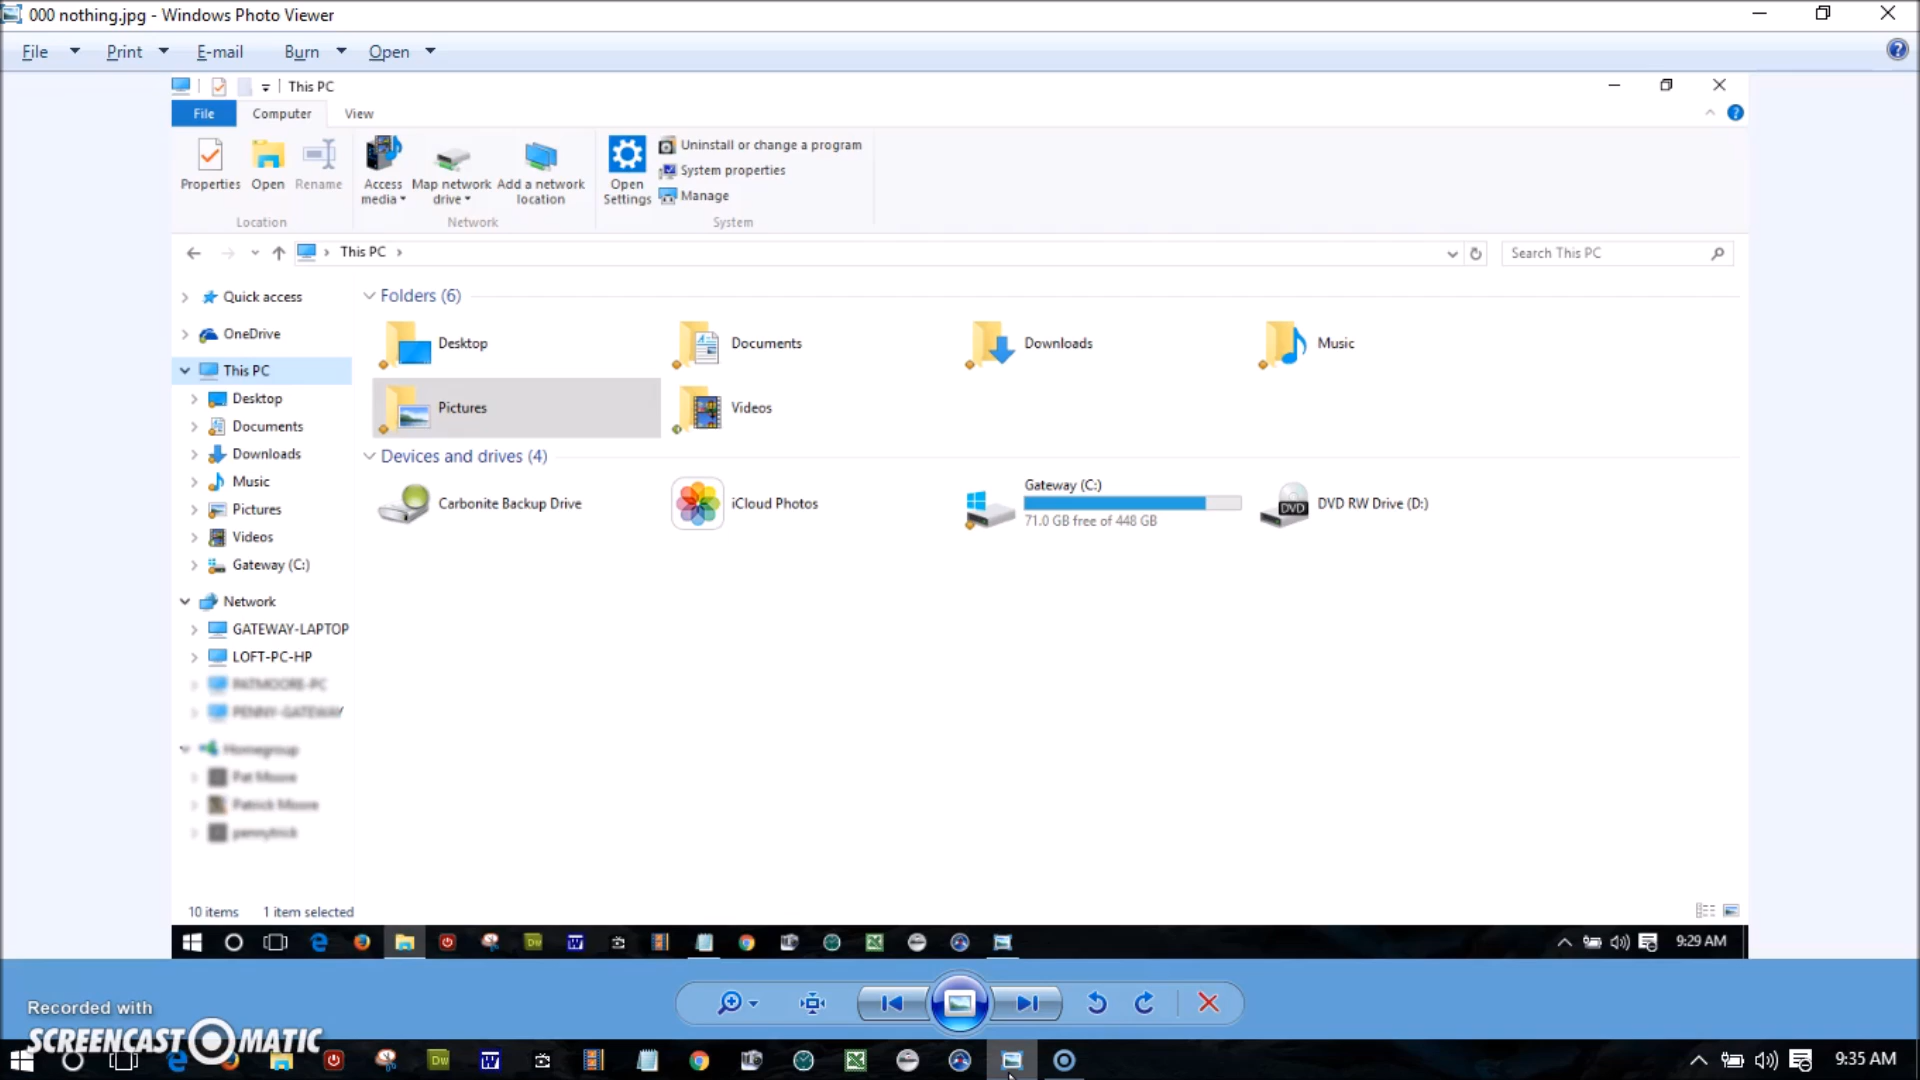 000 nothing.jpg - Windows Photo Viewer
File Print E-mail Burn Open
This PC
File Computer View
Properties Open Rename
Access media
Map network drive
Add a network location
Open Settings
Uninstall or change a program
System properties
Manage
Location Network System
This PC
Search This PC
Quick access
OneDrive
This PC
Desktop
Documents
Downloads
Music
Pictures
Videos
Gateway (C:)
Network
GATEWAY-LAPTOP
LOFT-PC-HP
Folders (6)
Desktop Documents Downloads Music
Pictures Videos
Devices and drives (4)
Carbonite Backup Drive
iCloud Photos
Gateway (C:)
71.0 GB free of 448 GB
DVD
DVD RW Drive (D:)
10 items 1 item selected
Dw
9:29 AM
Recorded with
SCREENCAST MATIC
Dw
9:35 AM